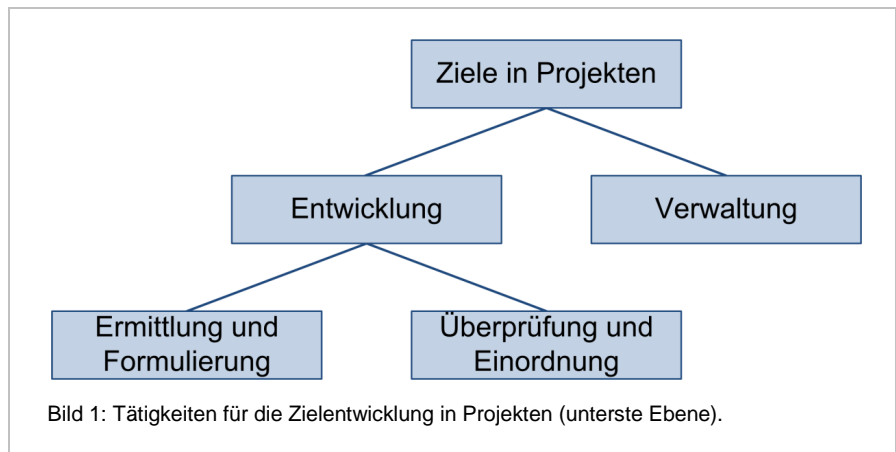 Ziele in Projekten
Entwicklung
Verwaltung
Ermittlung und
Formulierung
Überprüfung und
Einordnung
Bild 1: Tätigkeiten für die Zielentwicklung in Projekten (unterste Ebene).